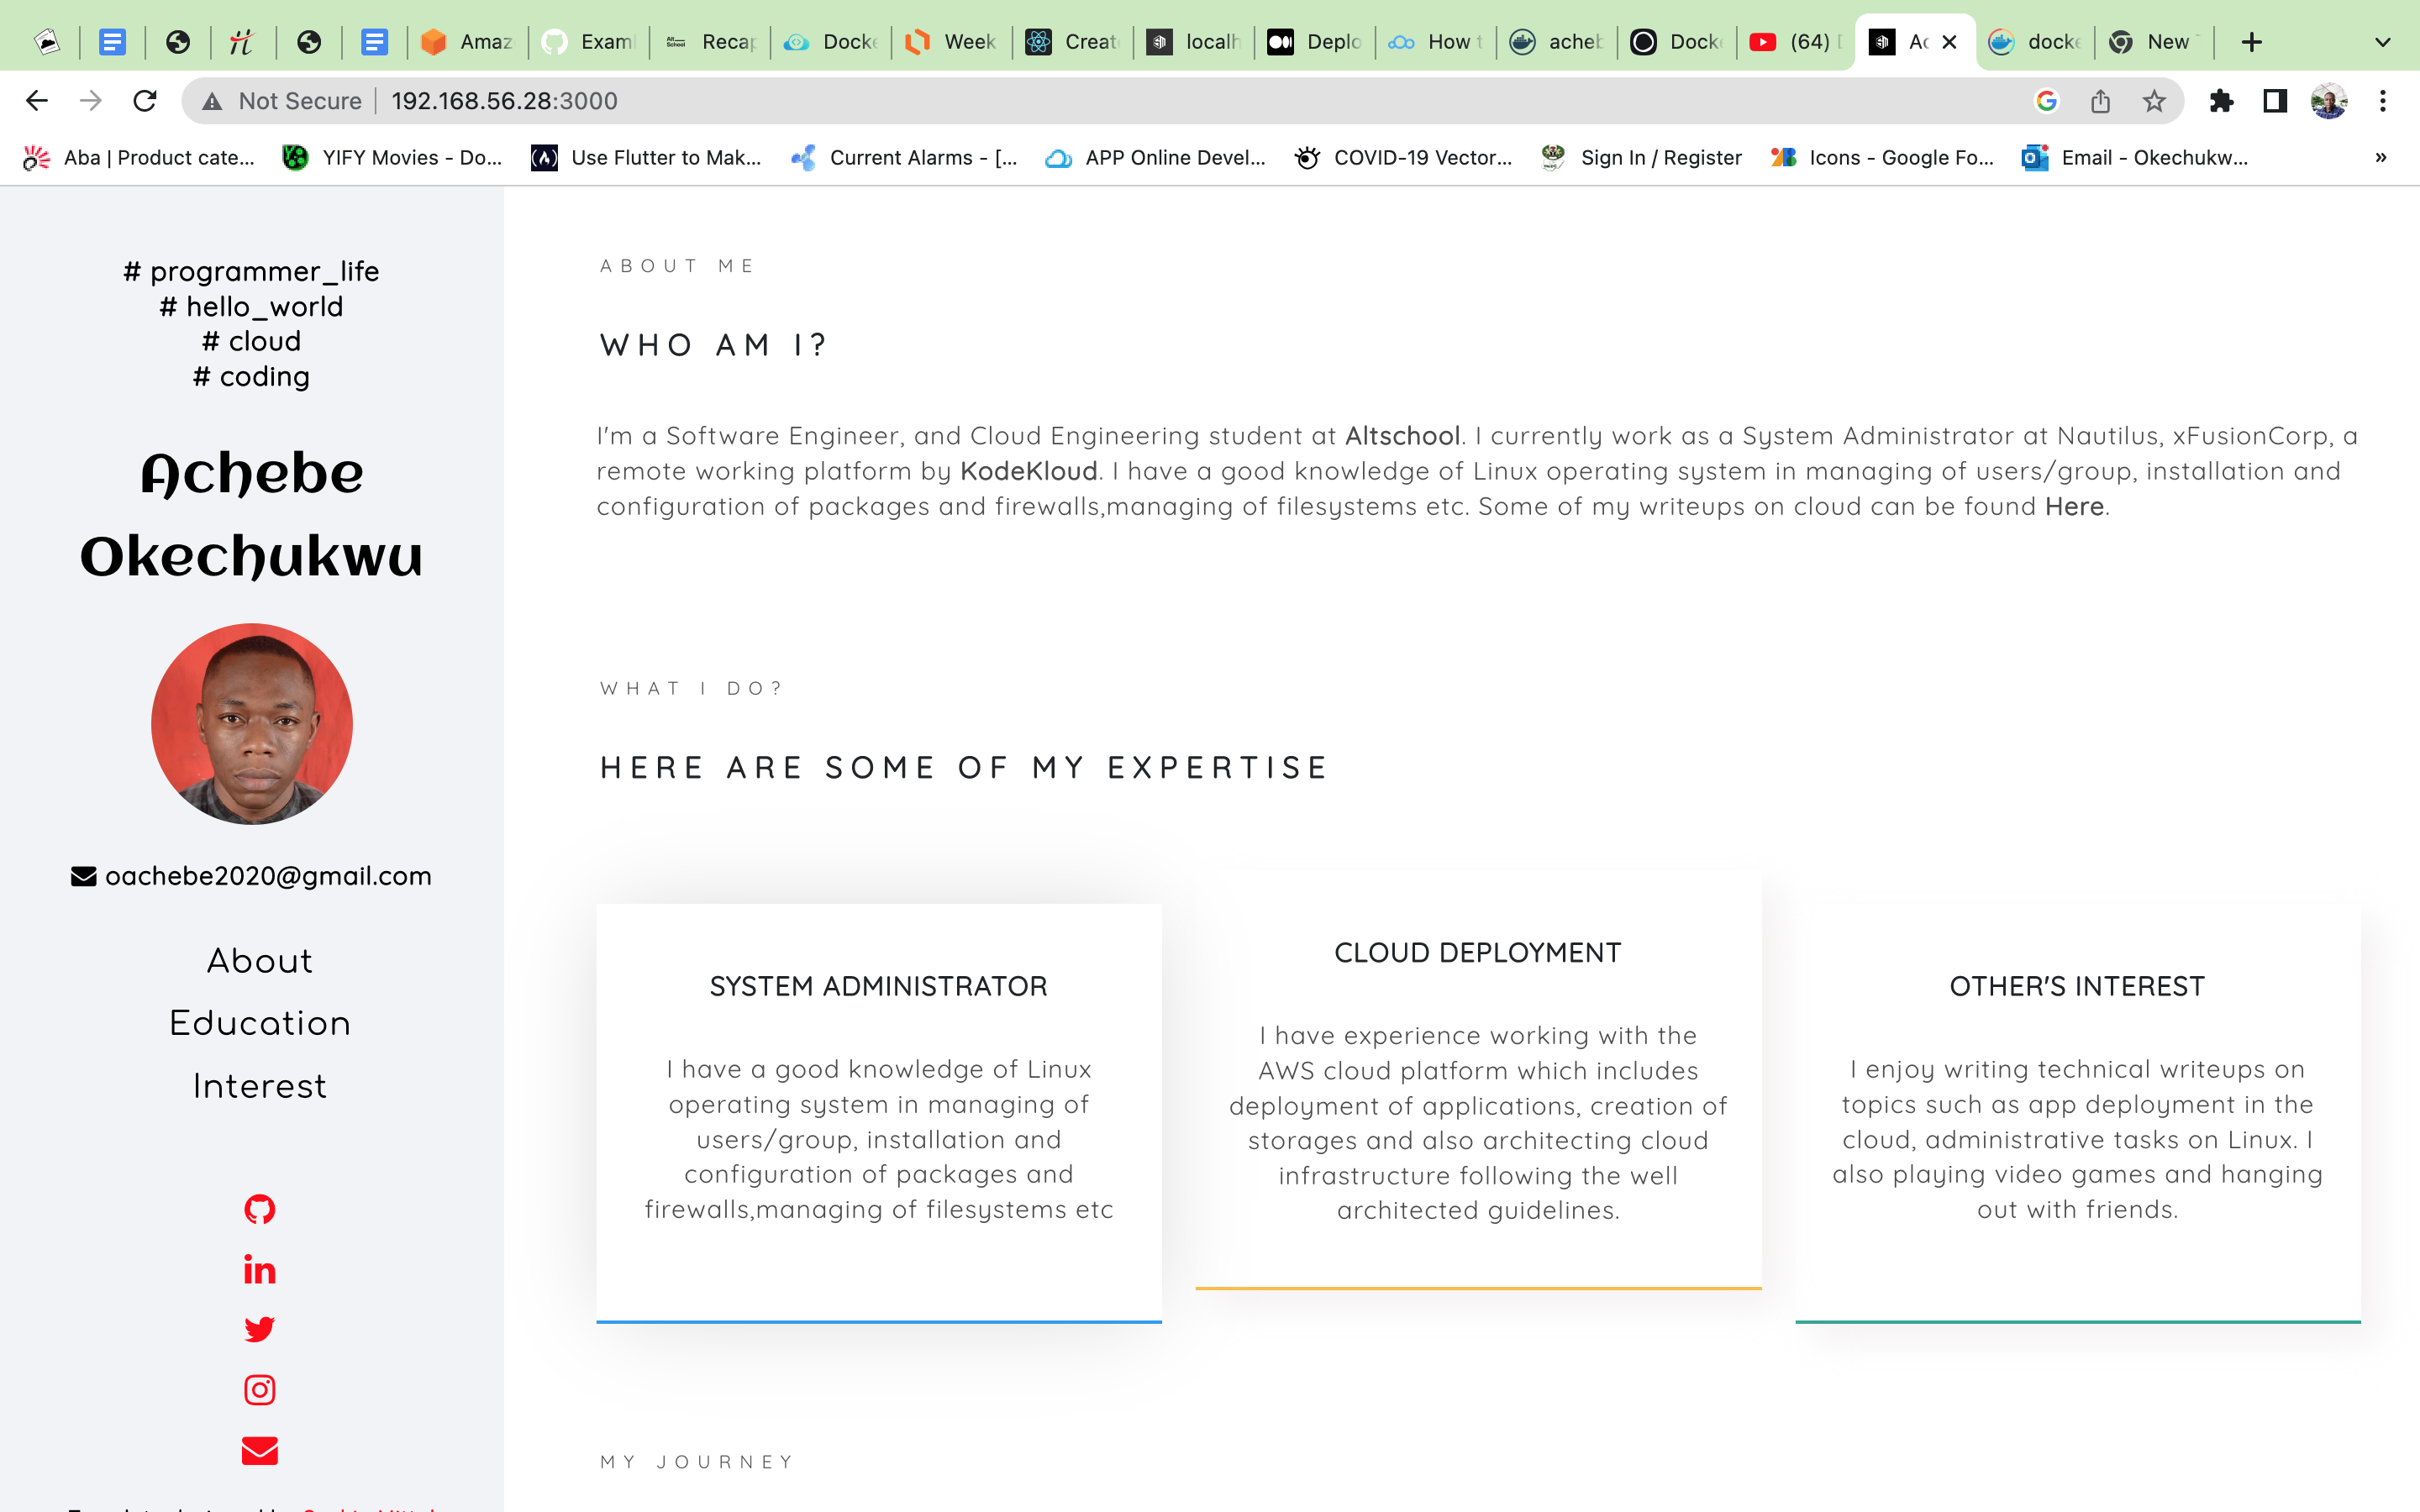 Amaz
Exam
Recap
Docke
Week
Creat
localh
Deplo
How t
acheb
Docke
(64)
Ac
docke
New
Not Secure
192.168.56.28:3000
Aba | Product cate...
YIFY Movies - Do...
Use Flutter to Mak...
Current Alarms - [...
APP Online Devel...
COVID-19 Vector...
Sign In / Register
Icons - Google Fo...
Email - Okechukw...
»
# programmer_life
# hello_world
# cloud
# coding
Achebe
Okechukwu
oachebe2020@gmail.com
About
Education
Interest
ABOUT ME
WHO AM I?
I'm a Software Engineer, and Cloud Engineering student at Altschool. I currently work as a System Administrator at Nautilus, xFusionCorp, a
remote working platform by KodeKloud. I have a good knowledge of Linux operating system in managing of users/group, installation and
configuration of packages and firewalls,managing of filesystems etc. Some of my writeups on cloud can be found Here.
WHAT I DO?
HERE ARE SOME OF MY EXPERTISE
SYSTEM ADMINISTRATOR
I have a good knowledge of Linux
operating system in managing of
users/group, installation and
configuration of packages and
firewalls,managing of filesystems etc
CLOUD DEPLOYMENT
I have experience working with the
AWS cloud platform which includes
deployment of applications, creation of
storages and also architecting cloud
infrastructure following the well
architected guidelines.
OTHER'S INTEREST
I enjoy writing technical writeups on
topics such as app deployment in the
cloud, administrative tasks on Linux. I
also playing video games and hanging
out with friends.
MY JOURNEY